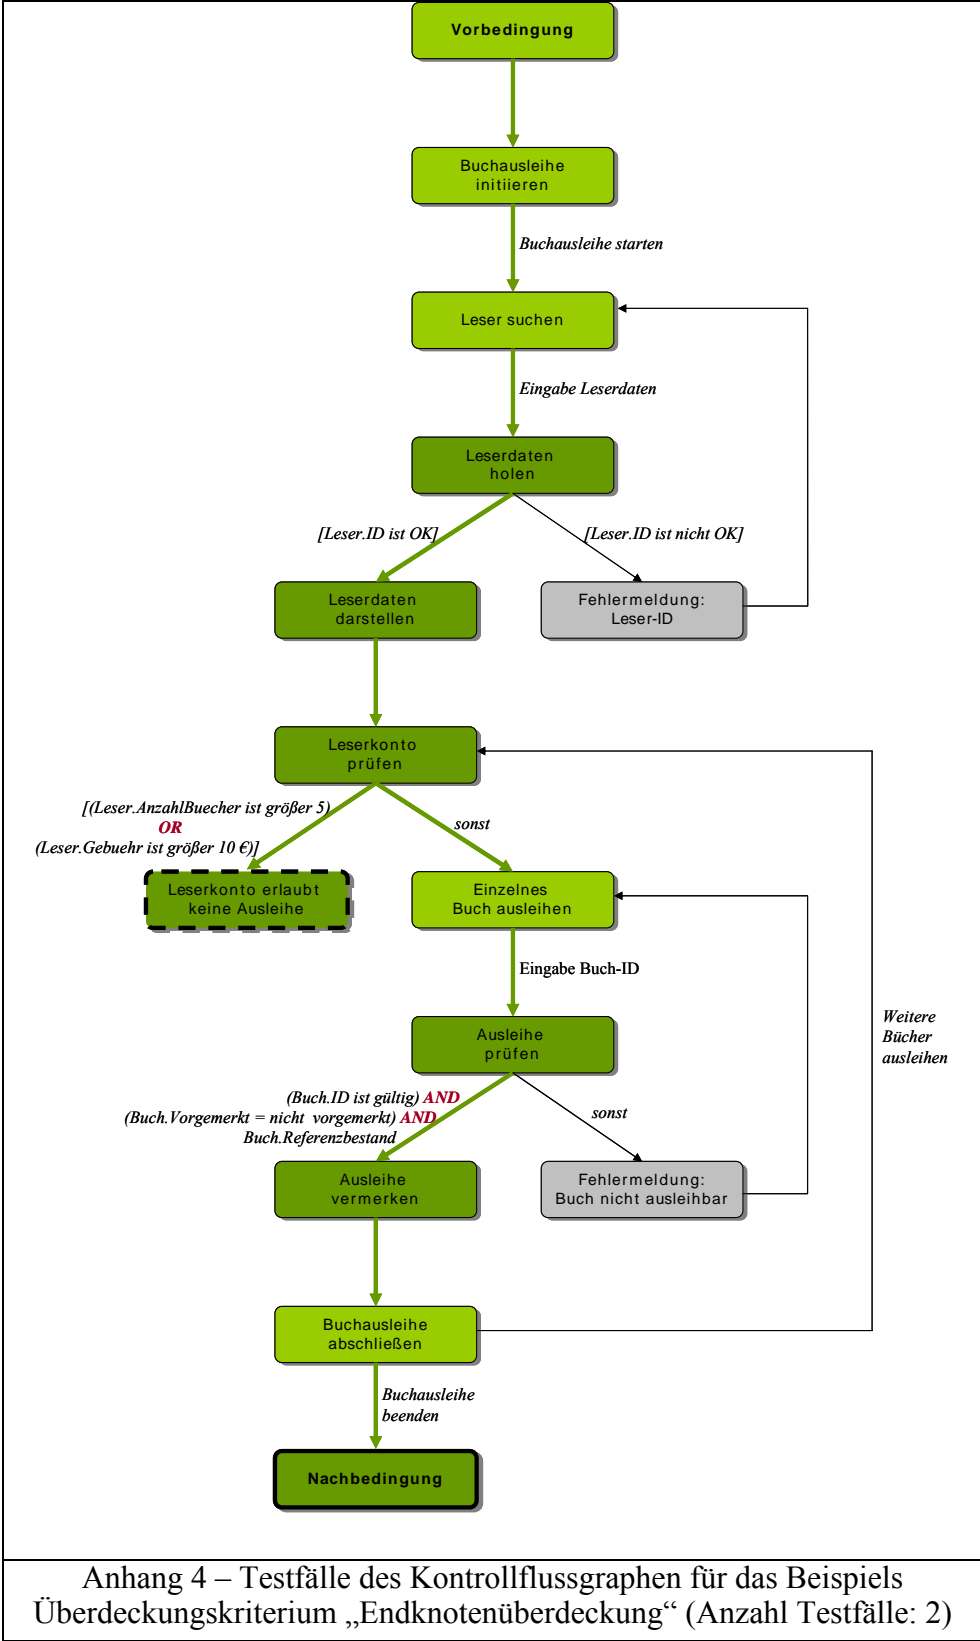 Vorbedingung
Buchausleihe
initiieren
Buchausleihe starten
Leser suchen
Eingabe Leserdaten
Leserdaten
holen
[Leser.ID ist OK]
[Leser.ID ist nicht OK]
Leserdaten
darstellen
Fehlermeldung:
Leser-ID
Leserkonto
prüfen
[(Leser.AnzahlBuecher ist größer 5)
OR
(Leser.Gebuehr ist größer 10 €)]
sonst
Leserkonto erlaubt
keine Ausleihe
Einzelnes
Buch ausleihen
Eingabe Buch-ID
Ausleihe
prüfen
Weitere
Bücher
ausleihen
(Buch.ID ist gültig) AND
(Buch.Vorgemerkt = nicht vorgemerkt) AND
Buch.Referenzbestand
sonst
Ausleihe
vermerken
Fehlermeldung:
Buch nicht ausleihbar
Buchausleihe
abschließen
Buchausleihe
beenden
Nachbedingung
Anhang 4 – Testfälle des Kontrollflussgraphen für das Beispiels
Überdeckungskriterium „Endknotenüberdeckung“ (Anzahl Testfälle: 2)